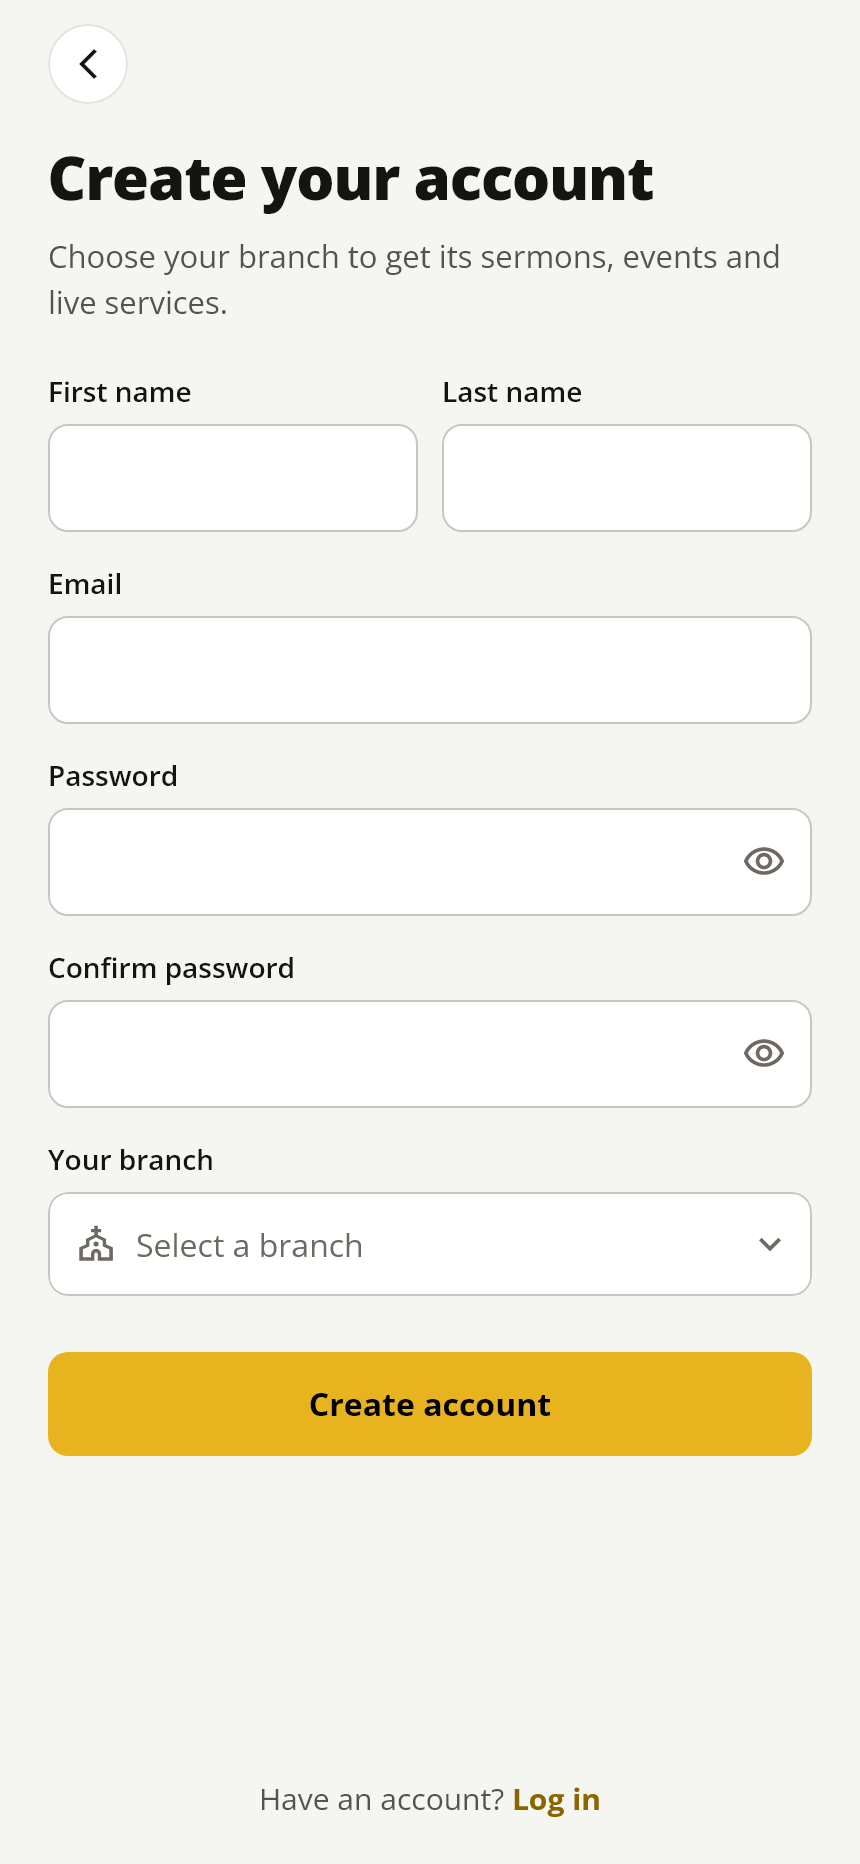 Create your account
Choose your branch to get its sermons, events and
live services.
First name
Last name
Email
Password
Confirm password
Your branch
Select a branch
Create account
Have an account? Log in